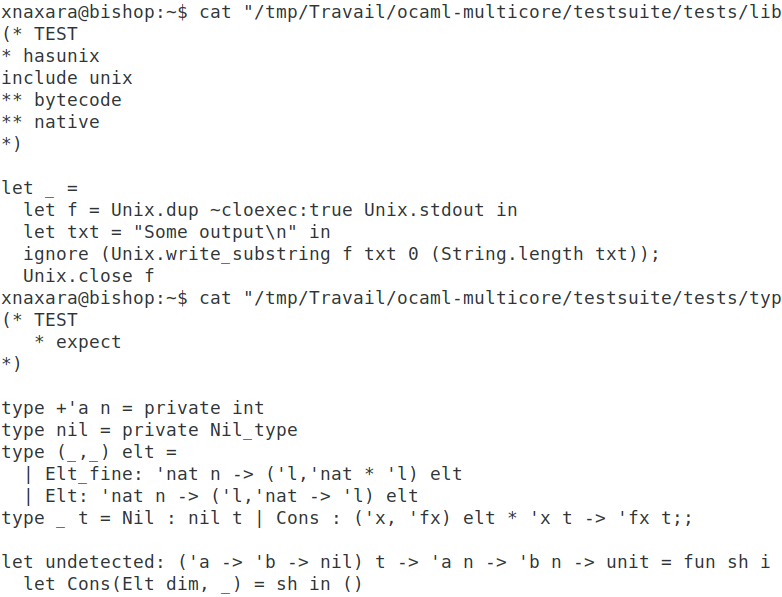 xnaxara@bishop:~$ cat "/tmp/Travail/ocaml-multicore/testsuite/tests/lib
(* TEST
* hasunix
include unix
** bytecode
** native
*)

let _ =
  let f = Unix.dup ~cloexec:true Unix.stdout in
  let txt = "Some output\n" in
  ignore (Unix.write_substring f txt 0 (String.length txt));
  Unix.close f
xnaxara@bishop:~$ cat "/tmp/Travail/ocaml-multicore/testsuite/tests/typ
(* TEST
   * expect
*)

type +'a n = private int
type nil = private Nil_type
type (_,_) elt =
  | Elt_fine: 'nat n -> ('l,'nat * 'l) elt
  | Elt: 'nat n -> ('l,'nat -> 'l) elt
type _ t = Nil : nil t | Cons : ('x, 'fx) elt * 'x t -> 'fx t;;

let undetected: ('a -> 'b -> nil) t -> 'a n -> 'b n -> unit = fun sh i
  let Cons(Elt dim, _) = sh in ()